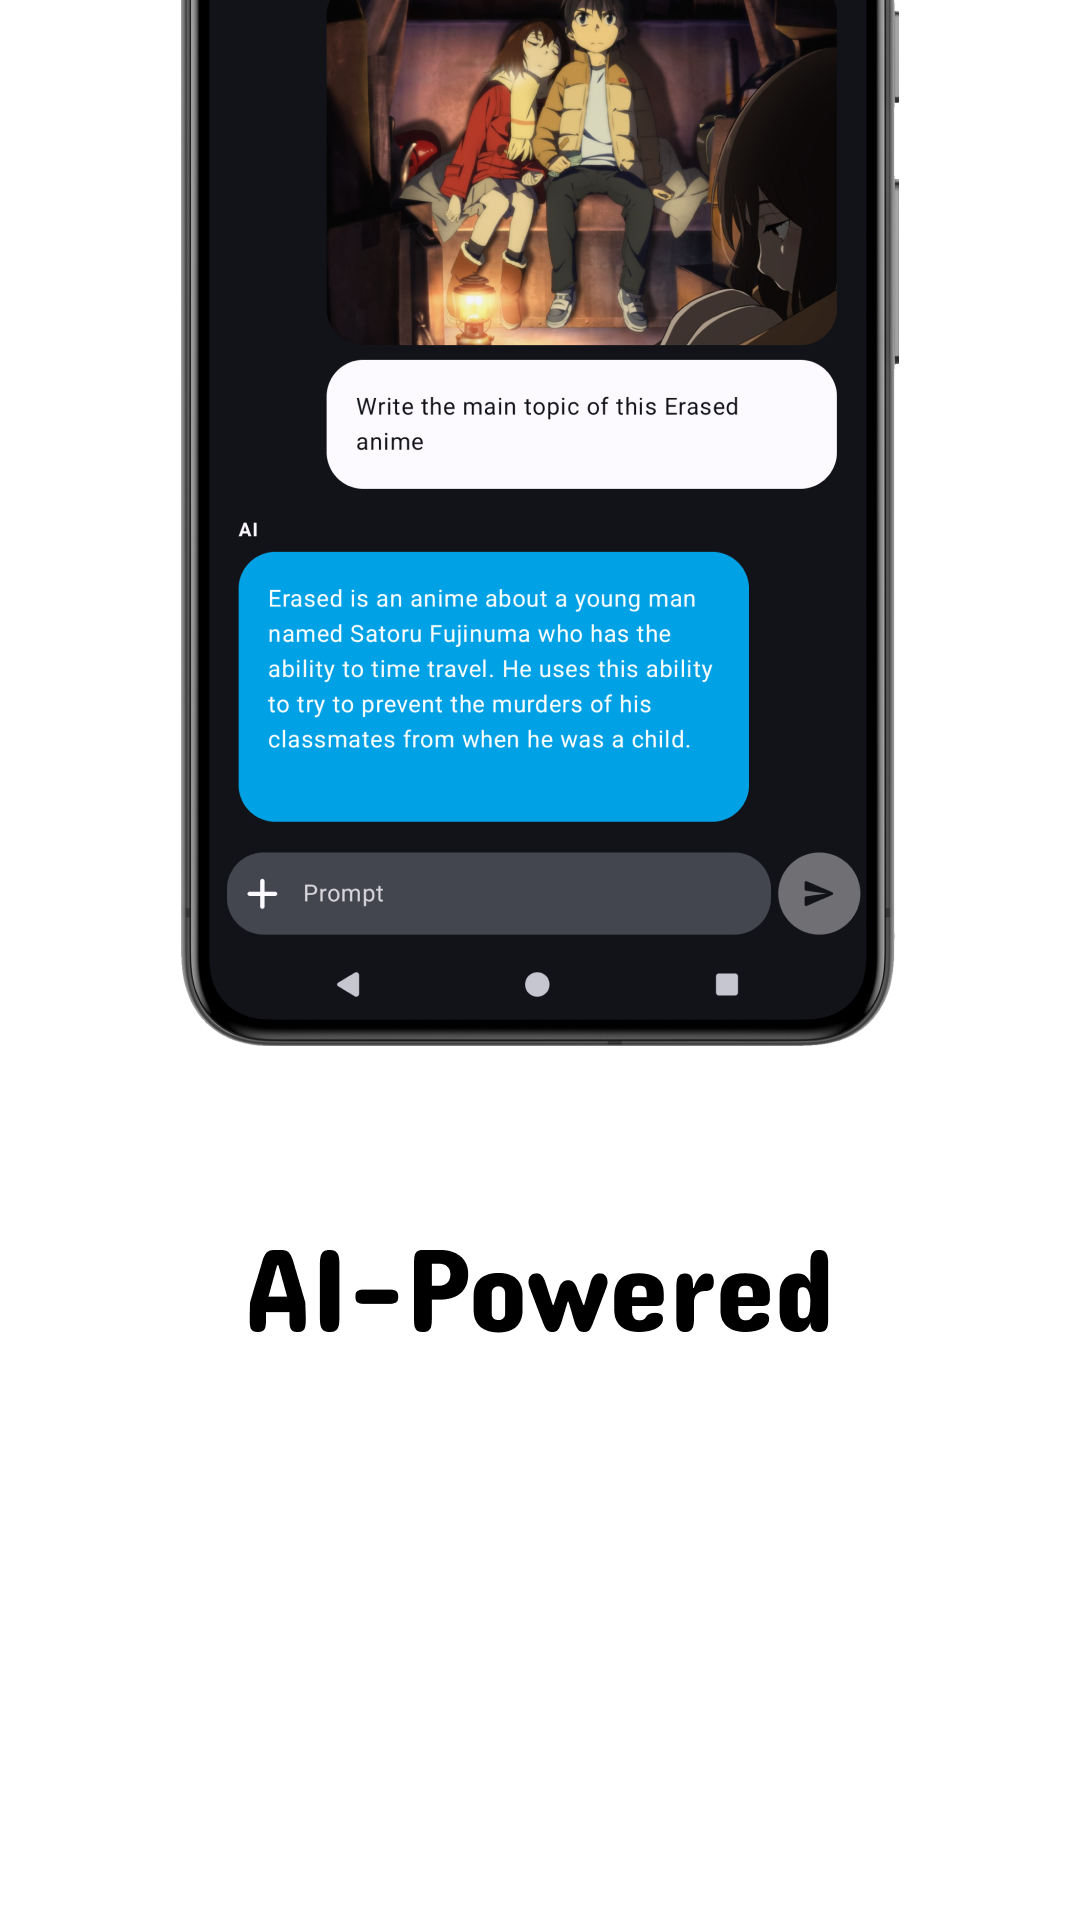 Write the main topic of this Erased
anime
AI
Erased is an anime about a young man
named Satoru Fujinuma who has the
ability to time travel. He uses this ability
to try to prevent the murders of his
classmates from when he was a child.
Prompt
AI-Powered